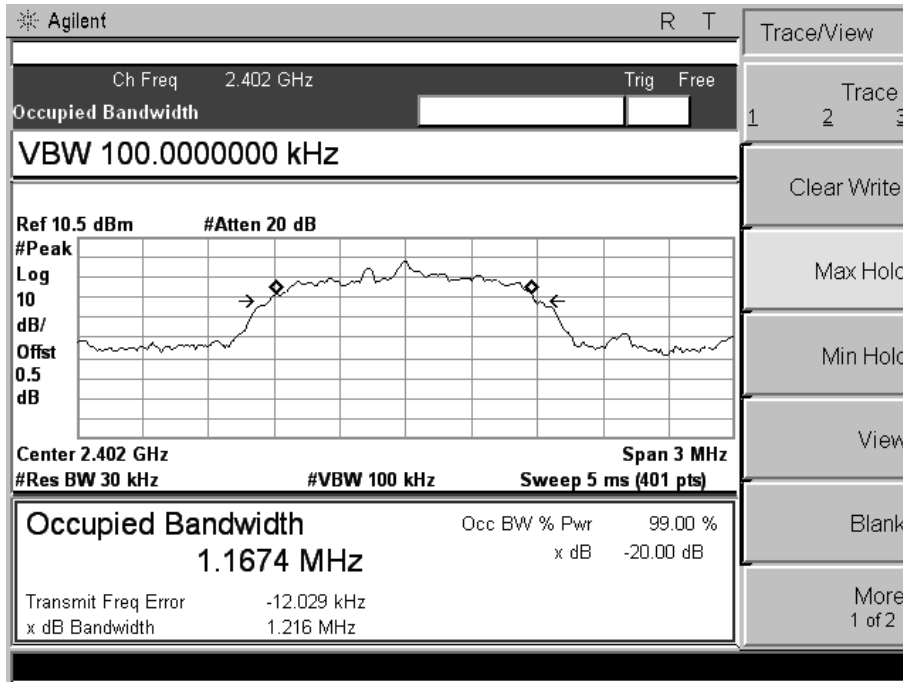 Agilent R T
Ch Freq 2.402 GHz Trig Free
Occupied Bandwidth
VBW 100.0000000 kHz
Ref 10.5 dBm #Atten 20 dB
#Peak
Log
10
dB/
Offst
0.5
dB
Center 2.402 GHz Span 3 MHz
#Res BW 30 kHz #VBW 100 kHz Sweep 5 ms (401 pts)
Occupied Bandwidth
1.1674 MHz
Occ BW % Pwr 99.00 %
x dB -20.00 dB
Transmit Freq Error -12.029 kHz
x dB Bandwidth 1.216 MHz
Trace/View
Trace
1 2 3
Clear Write
Max Hold
Min Hold
View
Blank
More
1 of 2